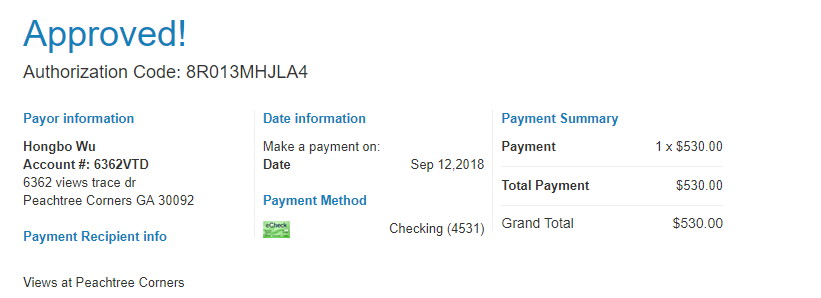 Approved!
Authorization Code: 8R013MHJLA4
Payor information
Hongbo Wu
Account #: 6362VTD
6362 views trace dr
Peachtree Corners GA 30092
Payment Recipient info
Views at Peachtree Corners
Date information
Make a payment on:
Date Sep 12,2018
Payment Method
eCheck Checking (4531)
Payment Summary
Payment 1 x $530.00
Total Payment $530.00
Grand Total $530.00